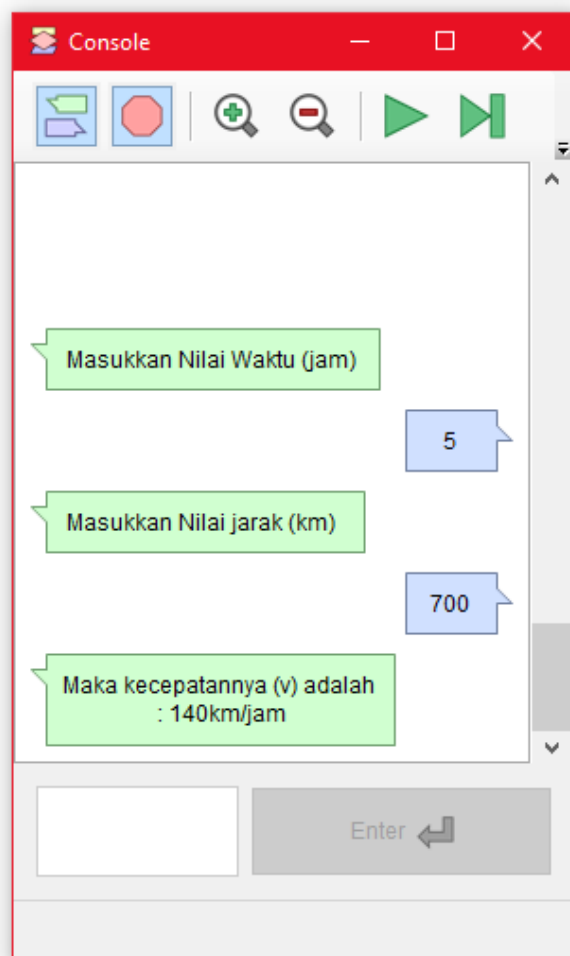 Console
Masukkan Nilai Waktu (jam)
5
Masukkan Nilai jarak (km)
700
Maka kecepatannya (v) adalah
: 140km/jam
Enter